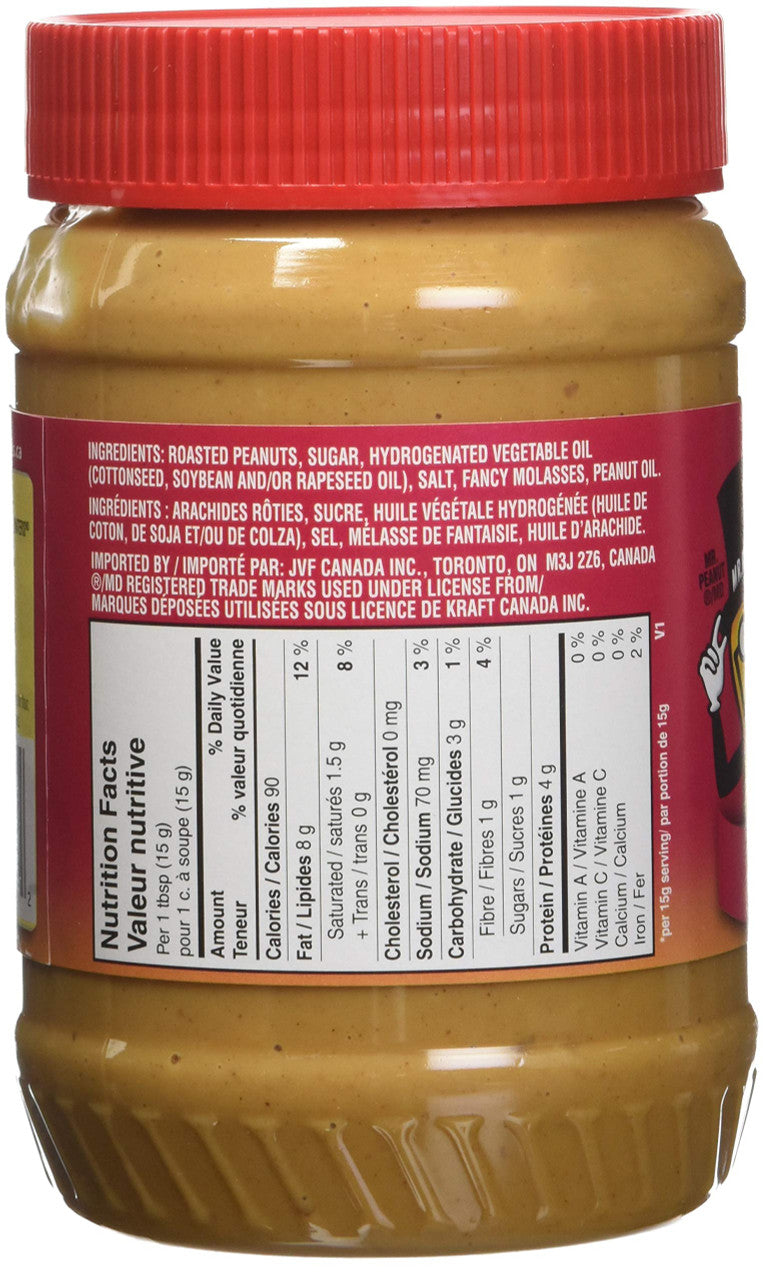 INGREDIENTS: ROASTED PEANUTS, SUGAR, HYDROGENATED VEGETABLE OIL
(COTTONSEED, SOYBEAN AND/OR RAPESEED OIL), SALT, FANCY MOLASSES, PEANUT OIL.
INGRÉDIENTS : ARACHIDES RÔTIES, SUCRE, HUILE VÉGÉTALE HYDROGÉNÉE (HUILE DE
COTON, DE SOJA ET/OU DE COLZA), SEL, MÉLASSE DE FANTAISIE, HUILE D'ARACHIDE.
IMPORTED BY / IMPORTÉ PAR: JVF CANADA INC., TORONTO, ON M3J 2Z6, CANADA
®/MD REGISTERED TRADE MARKS USED UNDER LICENSE FROM/
MARQUES DÉPOSÉES UTILISÉES SOUS LICENCE DE KRAFT CANADA INC.
Nutrition Facts
Valeur nutritive
Per 1 tbsp (15 g)
pour 1 c. à soupe (15 g)
Amount % Daily Value
Teneur % valeur quotidienne
Calories / Calories 90
Fat / Lipides 8 g 12 %
Saturated / saturés 1.5 g 8 %
+ Trans / trans 0 g
Cholesterol / Cholestérol 0 mg
Sodium / Sodium 70 mg 3 %
Carbohydrate / Glucides 3 g 1 %
Fibre / Fibres 1 g 4 %
Sugars / Sucres 1 g
Protein / Protéines 4 g
Vitamin A / Vitamine A 0 %
Vitamin C / Vitamine C 0 %
Calcium / Calcium 0 %
Iron / Fer 2 %
*per 15g serving/ par portion de 15g
V1
MR.
PEANUT
®/MD
MR.
.ca
2